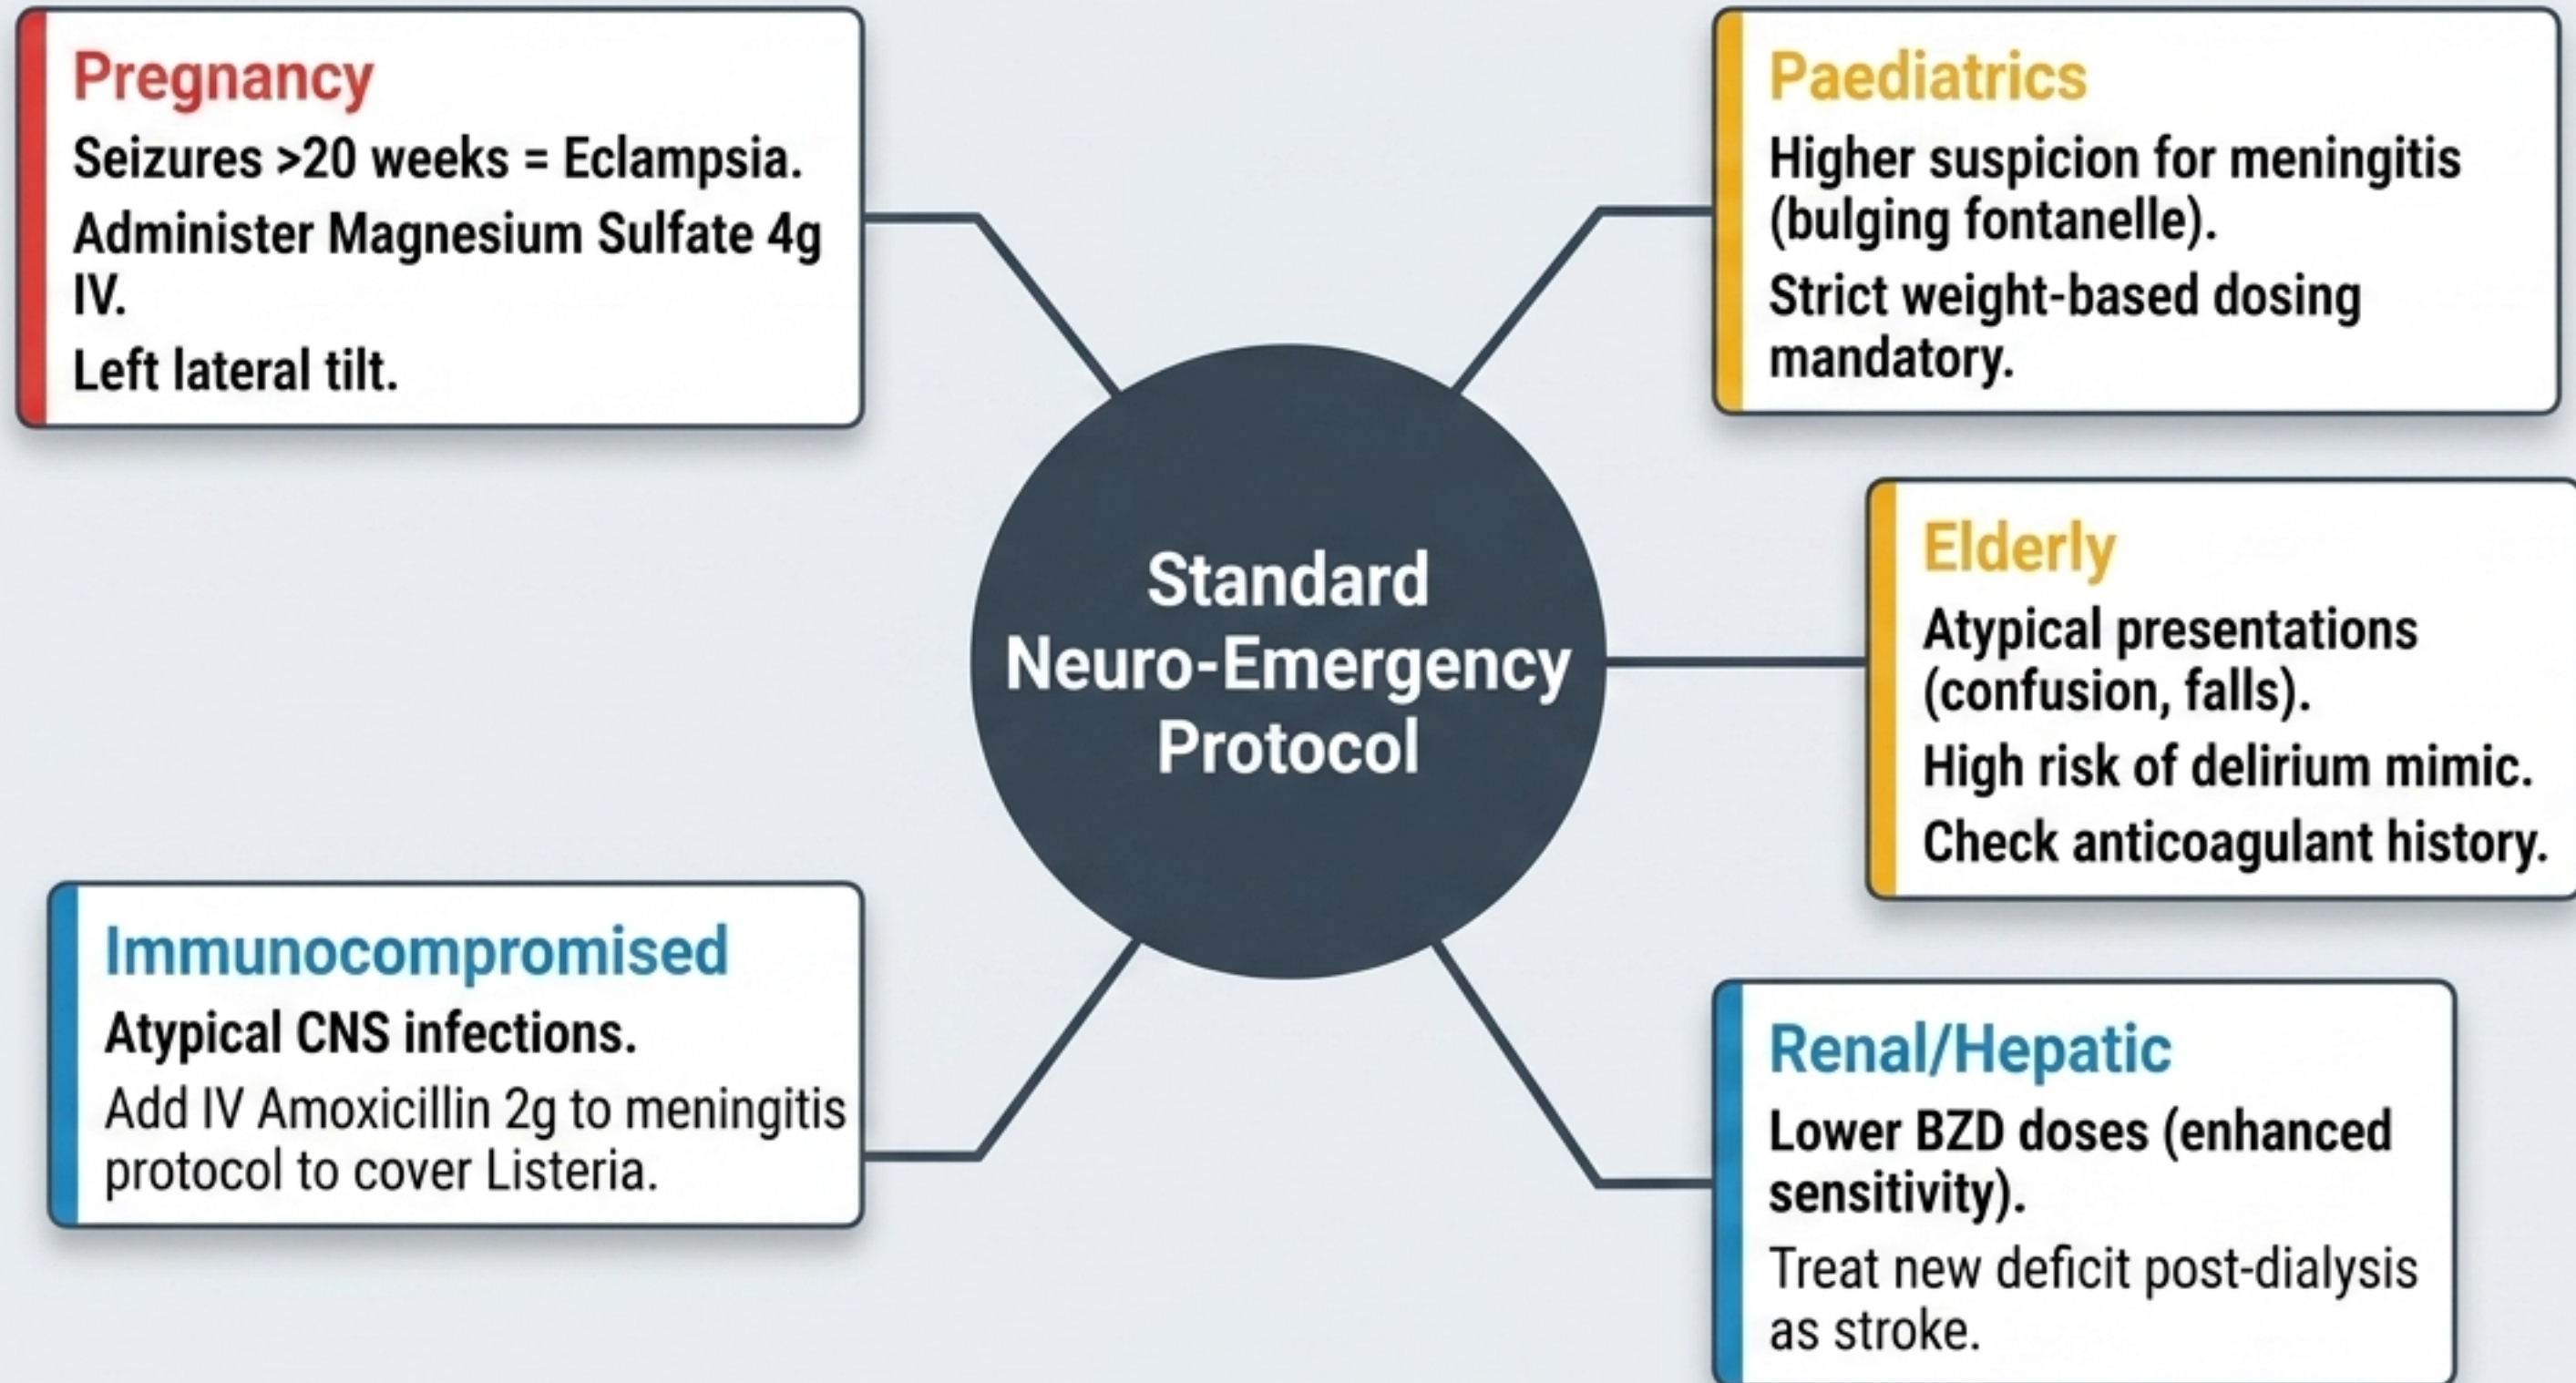 Pregnancy
Seizures >20 weeks = Eclampsia.
Administer Magnesium Sulfate 4g
IV.
Left lateral tilt.
Paediatrics
Higher suspicion for meningitis
(bulging fontanelle).
Strict weight-based dosing
mandatory.
Standard
Neuro-Emergency
Protocol
Elderly
Atypical presentations
(confusion, falls).
High risk of delirium mimic.
Check anticoagulant history.
Immunocompromised
Atypical CNS infections.
Add IV Amoxicillin 2g to meningitis
protocol to cover Listeria.
Renal/Hepatic
Lower BZD doses (enhanced
sensitivity).
Treat new deficit post-dialysis
as stroke.